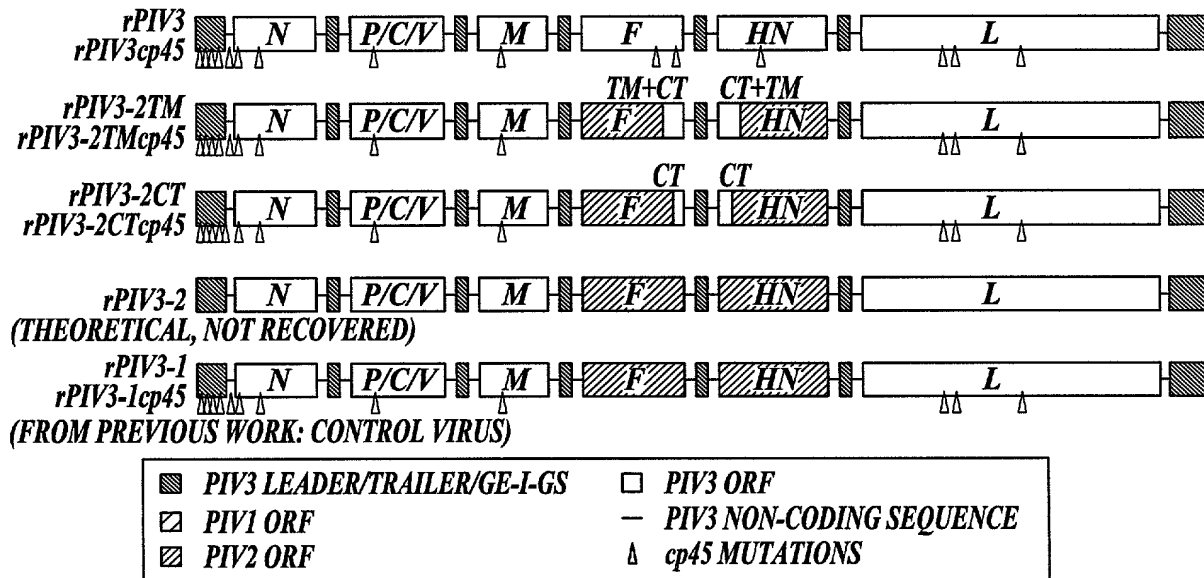 rPIV3
rPIV3cp45
N P/C/V M F HN L
TM+CT CT+TM
rPIV3-2TM
rPIV3-2TMcp45
N P/C/V M F HN L
CT CT
rPIV3-2CT
rPIV3-2CTcp45
N P/C/V M F HN L
rPIV3-2
N P/C/V M F HN L
(THEORETICAL, NOT RECOVERED)
rPIV3-1
rPIV3-1cp45
N P/C/V M F HN L
(FROM PREVIOUS WORK: CONTROL VIRUS)
PIV3 LEADER/TRAILER/GE-I-GS
PIV3 ORF
PIV1 ORF
PIV3 NON-CODING SEQUENCE
PIV2 ORF
cp45 MUTATIONS